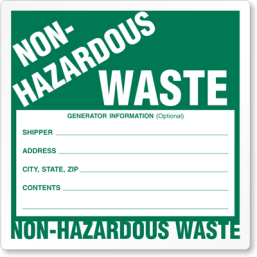 NON-
HAZARDOUS
WASTE
GENERATOR INFORMATION (Optional)
SHIPPER
ADDRESS
CITY, STATE, ZIP
CONTENTS
NON-HAZARDOUS WASTE